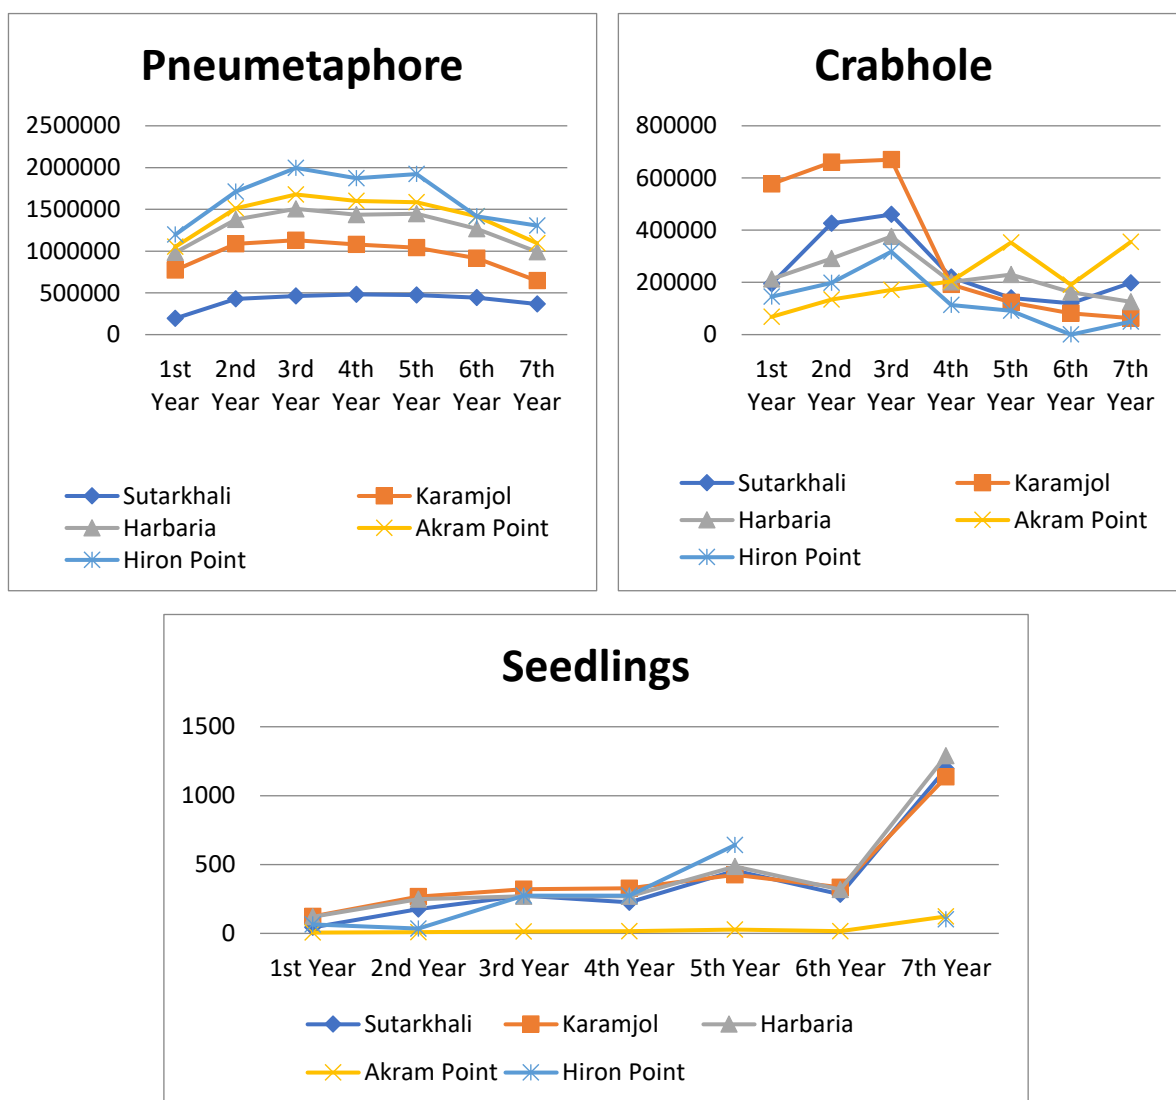 Pneumetaphore
2500000
2000000
1500000
1000000
500000
0
1st Year
2nd Year
3rd Year
4th Year
5th Year
6th Year
7th Year
Sutarkhali
Karamjol
Harbaria
Akram Point
Hiron Point
Crabhole
800000
600000
400000
200000
0
1st Year
2nd Year
3rd Year
4th Year
5th Year
6th Year
7th Year
Sutarkhali
Karamjol
Harbaria
Akram Point
Hiron Point
Seedlings
1500
1000
500
0
1st Year
2nd Year
3rd Year
4th Year
5th Year
6th Year
7th Year
Sutarkhali
Karamjol
Harbaria
Akram Point
Hiron Point